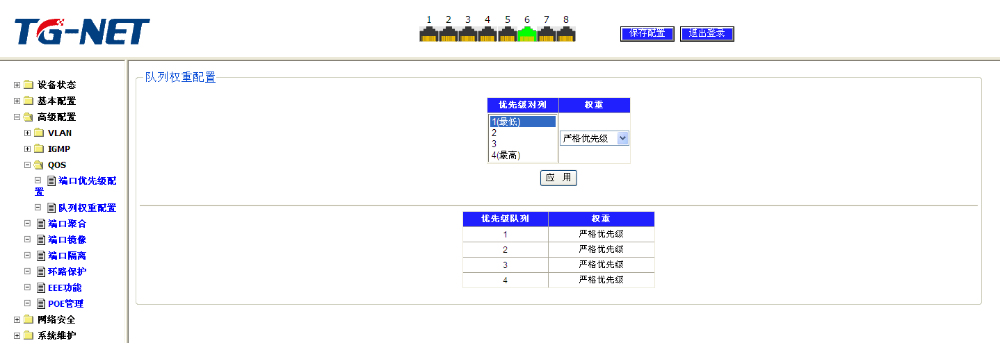 TG-NET
1 2 3 4 5 6 7 8
保存配置 退出登录
设备状态
基本配置
高级配置
VLAN
IGMP
QOS
端口优先级配
置
队列权重配置
端口聚合
端口镜像
端口隔离
环路保护
EEE功能
POE管理
网络安全
系统维护
队列权重配置
优先级对列 权重
1(最低)
2
严格优先级
3
4(最高)
应 用
优先级队列 权重
1 严格优先级
2 严格优先级
3 严格优先级
4 严格优先级